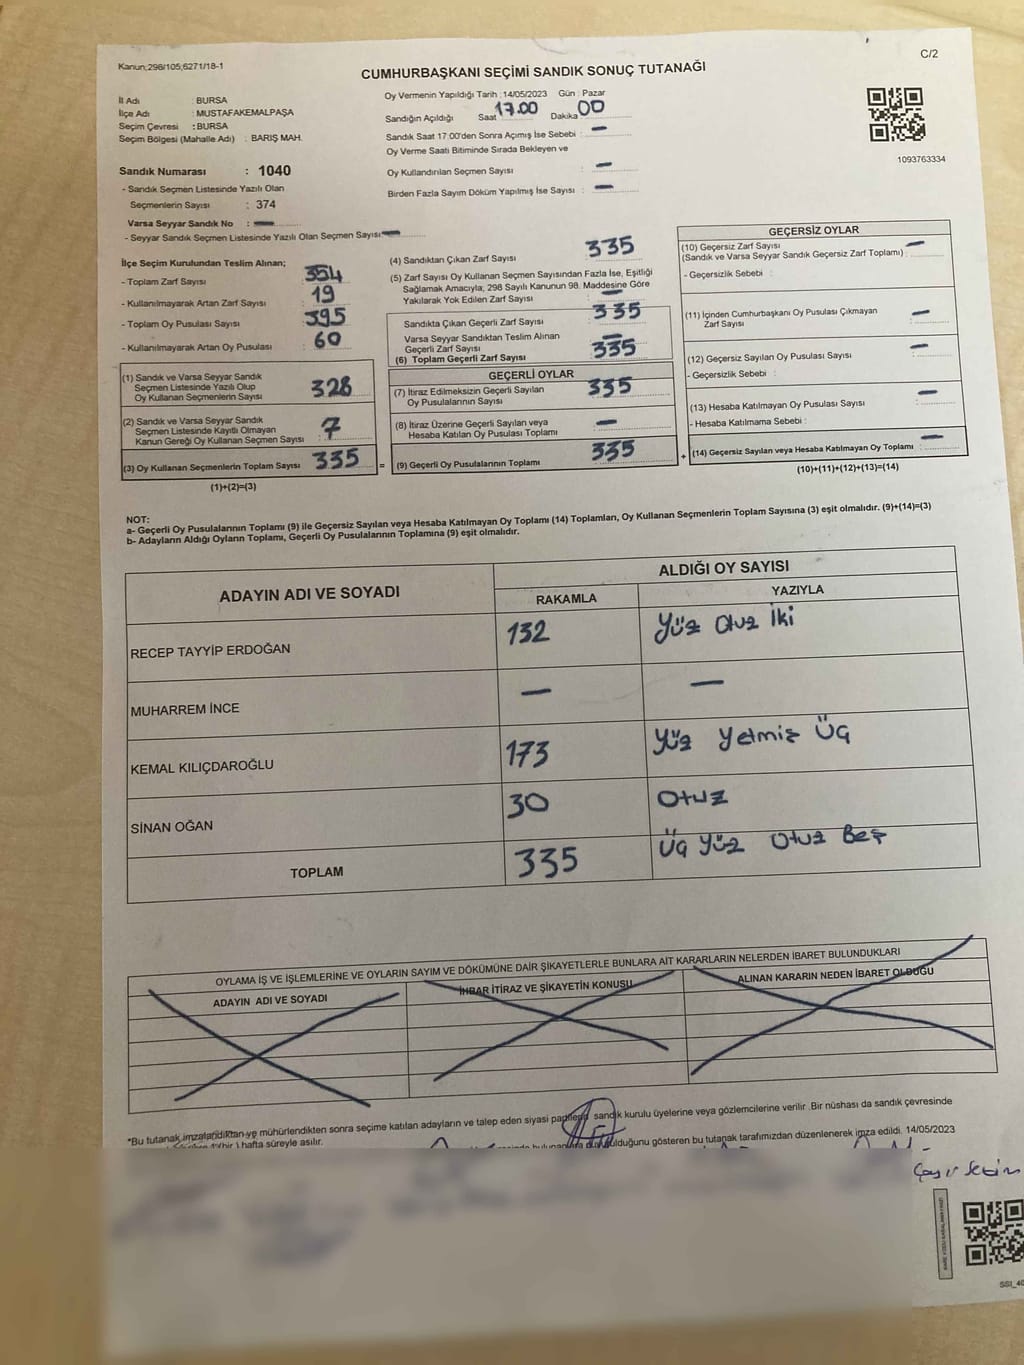 Kanun;298/105;6271/18-1
C/2
CUMHURBAŞKANI SEÇİMİ SANDIK SONUÇ TUTANAĞI
İl Adı : BURSA
İlçe Adı : MUSTAFAKEMALPAŞA
Seçim Çevresi : BURSA
Seçim Bölgesi (Mahalle Adı) : BARIŞ MAH.
Oy Vermenin Yapıldığı Tarih : 14/05/2023 Gün : Pazar
Sandığın Açıldığı Saat 17.00 Dakika 00
Sandık Saat 17:00'den Sonra Açımış İse Sebebi : —
Oy Verme Saati Bitiminde Sırada Bekleyen ve
Oy Kullandırılan Seçmen Sayısı : —
Birden Fazla Sayım Döküm Yapılmış İse Sayısı : —
1093763334
Sandık Numarası : 1040
- Sandık Seçmen Listesinde Yazılı Olan
Seçmenlerin Sayısı : 374
Varsa Seyyar Sandık No : —
- Seyyar Sandık Seçmen Listesinde Yazılı Olan Seçmen Sayısı: —
İlçe Seçim Kurulundan Teslim Alınan;
- Toplam Zarf Sayısı : 354
- Kullanılmayarak Artan Zarf Sayısı : 19
- Toplam Oy Pusulası Sayısı : 395
- Kullanılmayarak Artan Oy Pusulası : 60
(1) Sandık ve Varsa Seyyar Sandık
Seçmen Listesinde Yazılı Olup
Oy Kullanan Seçmenlerin Sayısı : 328
(2) Sandık ve Varsa Seyyar Sandık
Seçmen Listesinde Kayıtlı Olmayan
Kanun Gereği Oy Kullanan Seçmen Sayısı : 7
(3) Oy Kullanan Seçmenlerin Toplam Sayısı : 335
(1)+(2)=(3)
(4) Sandıktan Çıkan Zarf Sayısı : 335
(5) Zarf Sayısı Oy Kullanan Seçmen Sayısından Fazla İse, Eşitliği
Sağlamak Amacıyla, 298 Sayılı Kanunun 98. Maddesine Göre
Yakılarak Yok Edilen Zarf Sayısı : —
Sandıkta Çıkan Geçerli Zarf Sayısı : 335
Varsa Seyyar Sandıktan Teslim Alınan
Geçerli Zarf Sayısı : —
(6) Toplam Geçerli Zarf Sayısı : 335
GEÇERLİ OYLAR
(7) İtiraz Edilmeksizin Geçerli Sayılan
Oy Pusulalarının Sayısı : 335
(8) İtiraz Üzerine Geçerli Sayılan veya
Hesaba Katılan Oy Pusulası Toplamı : —
= (9) Geçerli Oy Pusulalarının Toplamı : 335
GEÇERSİZ OYLAR
(10) Geçersiz Zarf Sayısı
(Sandık ve Varsa Seyyar Sandık Geçersiz Zarf Toplamı) : —
- Geçersizlik Sebebi :
(11) İçinden Cumhurbaşkanı Oy Pusulası Çıkmayan
Zarf Sayısı : —
(12) Geçersiz Sayılan Oy Pusulası Sayısı : —
- Geçersizlik Sebebi :
(13) Hesaba Katılmayan Oy Pusulası Sayısı : —
- Hesaba Katılmama Sebebi :
+ (14) Geçersiz Sayılan veya Hesaba Katılmayan Oy Toplamı : —
(10)+(11)+(12)+(13)=(14)
NOT:
a- Geçerli Oy Pusulalarının Toplamı (9) ile Geçersiz Sayılan veya Hesaba Katılmayan Oy Toplamı (14) Toplamları, Oy Kullanan Seçmenlerin Toplam Sayısına (3) eşit olmalıdır. (9)+(14)=(3)
b- Adayların Aldığı Oyların Toplamı, Geçerli Oy Pusulalarının Toplamına (9) eşit olmalıdır.
ADAYIN ADI VE SOYADI
ALDIĞI OY SAYISI
RAKAMLA YAZIYLA
RECEP TAYYİP ERDOĞAN 132 Yüz Otuz İki
MUHARREM İNCE — —
KEMAL KILIÇDAROĞLU 173 Yüz Yetmiş Üç
SİNAN OĞAN 30 Otuz
TOPLAM 335 Üç Yüz Otuz Beş
OYLAMA İŞ VE İŞLEMLERİNE VE OYLARIN SAYIM VE DÖKÜMÜNE DAİR ŞİKAYETLERLE BUNLARA AİT KARARLARIN NELERDEN İBARET BULUNDUKLARI
ADAYIN ADI VE SOYADI İHBAR İTİRAZ VE ŞİKAYETİN KONUSU ALINAN KARARIN NEDEN İBARET OLDUĞU
*Bu tutanak imzalandıktan ve mühürlendikten sonra seçime katılan adayların ve talep eden siyasi partilerin sandık kurulu üyelerine veya gözlemcilerine verilir .Bir nüshası da sandık çevresinde
hafta süreyle asılır. olduğunu gösteren bu tutanak tarafımızdan düzenlenerek imza edildi. 14/05/2023